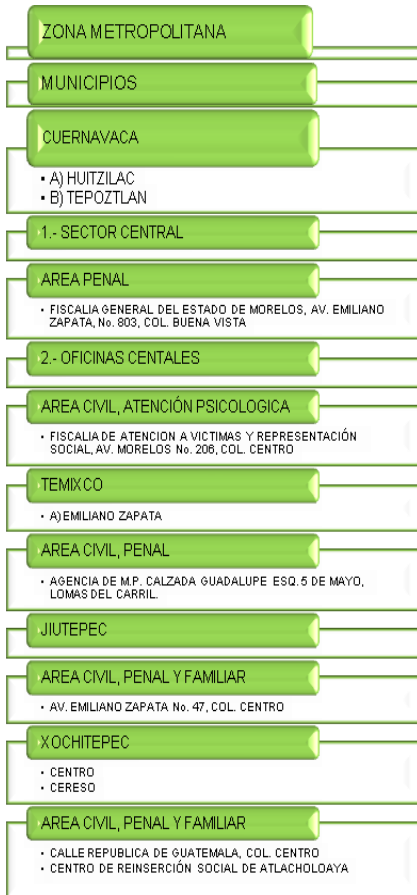 ZONA METROPOLITANA
MUNICIPIOS
CUERNAVACA
• A) HUITZILAC
• B) TEPOZTLAN
1.- SECTOR CENTRAL
AREA PENAL
• FISCALIA GENERAL DEL ESTADO DE MORELOS, AV. EMILIANO
ZAPATA, No. 803, COL. BUENA VISTA
2.- OFICINAS CENTALES
AREA CIVIL, ATENCIÓN PSICOLOGICA
• FISCALIA DE ATENCION A VICTIMAS Y REPRESENTACIÓN
SOCIAL, AV. MORELOS No. 206, COL. CENTRO
TEMIXCO
• A) EMILIANO ZAPATA
AREA CIVIL, PENAL
• AGENCIA DE M.P. CALZADA GUADALUPE ESQ. 5 DE MAYO,
LOMAS DEL CARRIL.
JIUTEPEC
AREA CIVIL, PENAL Y FAMILIAR
• AV. EMILIANO ZAPATA No. 47, COL. CENTRO
XOCHITEPEC
• CENTRO
• CERESO
AREA CIVIL, PENAL Y FAMILIAR
• CALLE REPUBLICA DE GUATEMALA, COL. CENTRO
• CENTRO DE REINSERCIÓN SOCIAL DE ATLACHOLOAYA